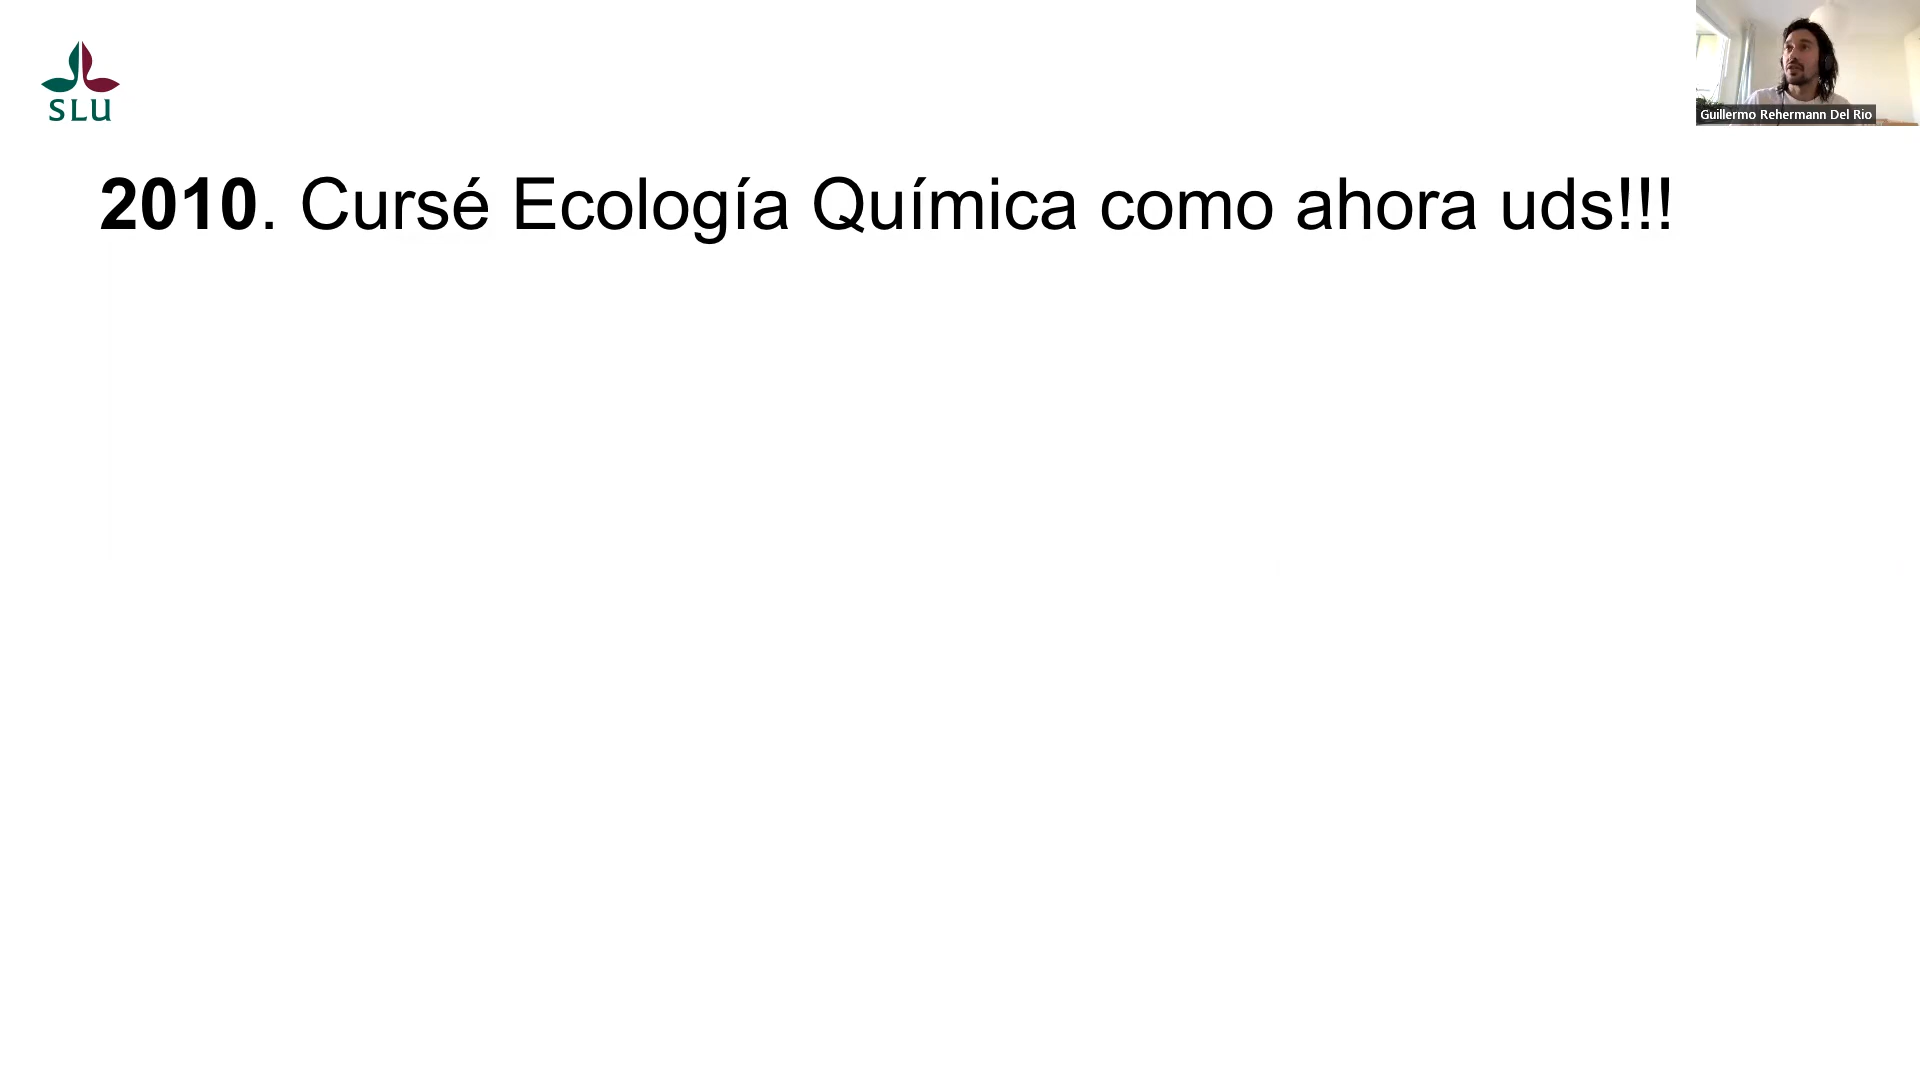 SLU
Guillermo Rehermann Del Rio
2010. Cursé Ecología Química como ahora uds!!!